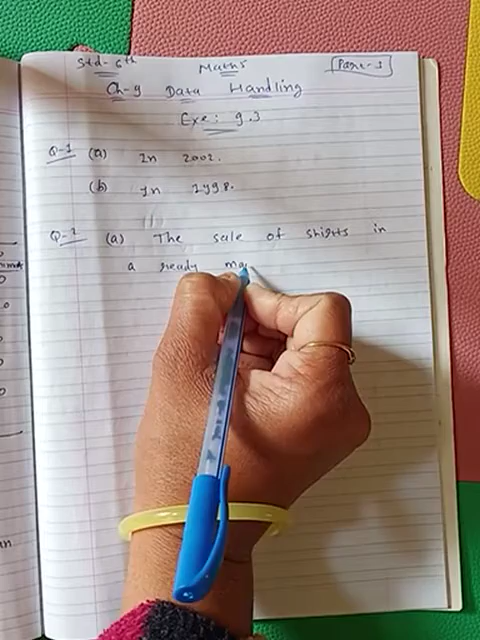 Std-6th Maths Part-1
Ch-9 Data Handling
Exe: 9.3
Q-1 (a) In 2002.
(b) In 1998.
Q-2 (a) The sale of shirts in
a ready ma